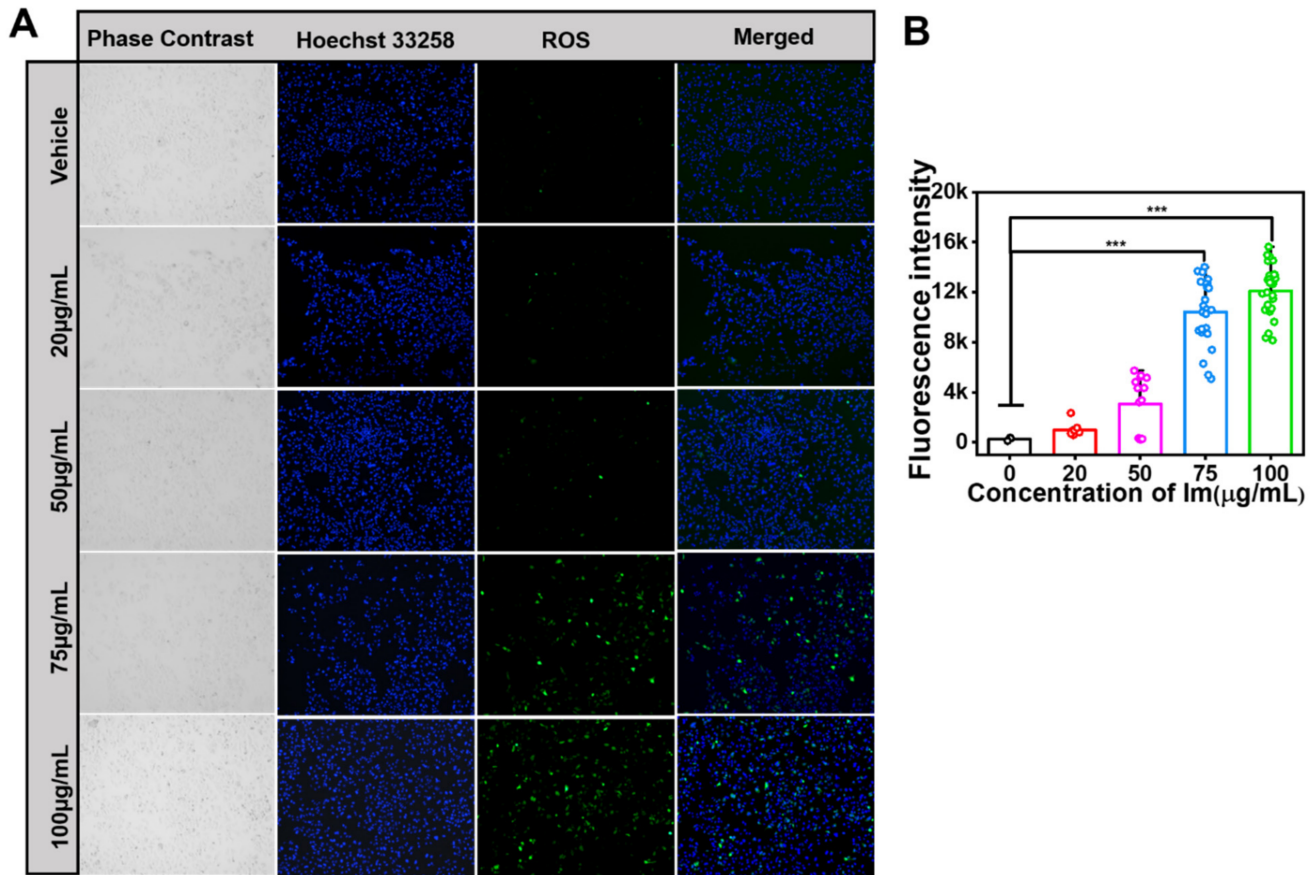 A
Phase Contrast Hoechst 33258 ROS Merged
Vehicle
20µg/mL
50µg/mL
75µg/mL
100µg/mL
B
Fluorescence intensity
20k
16k
12k
8k
4k
0
***
***
0 20 50 75 100
Concentration of Im(µg/mL)